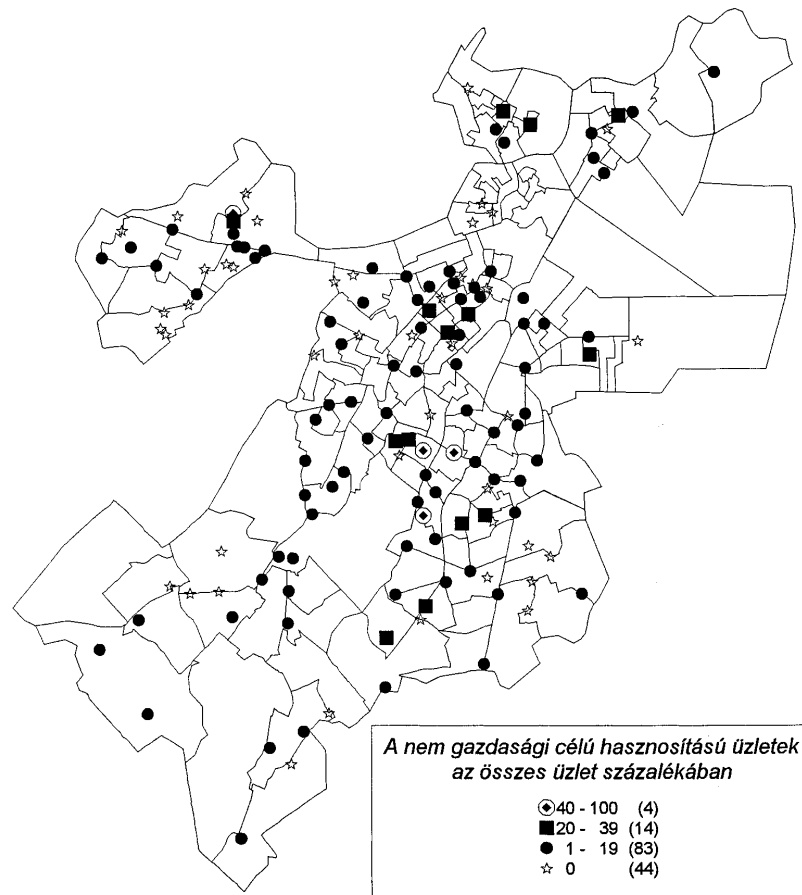 A nem gazdasági célú hasznosítású üzletek
az összes üzlet százalékában
40 - 100 (4)
20 - 39 (14)
1 - 19 (83)
0 (44)